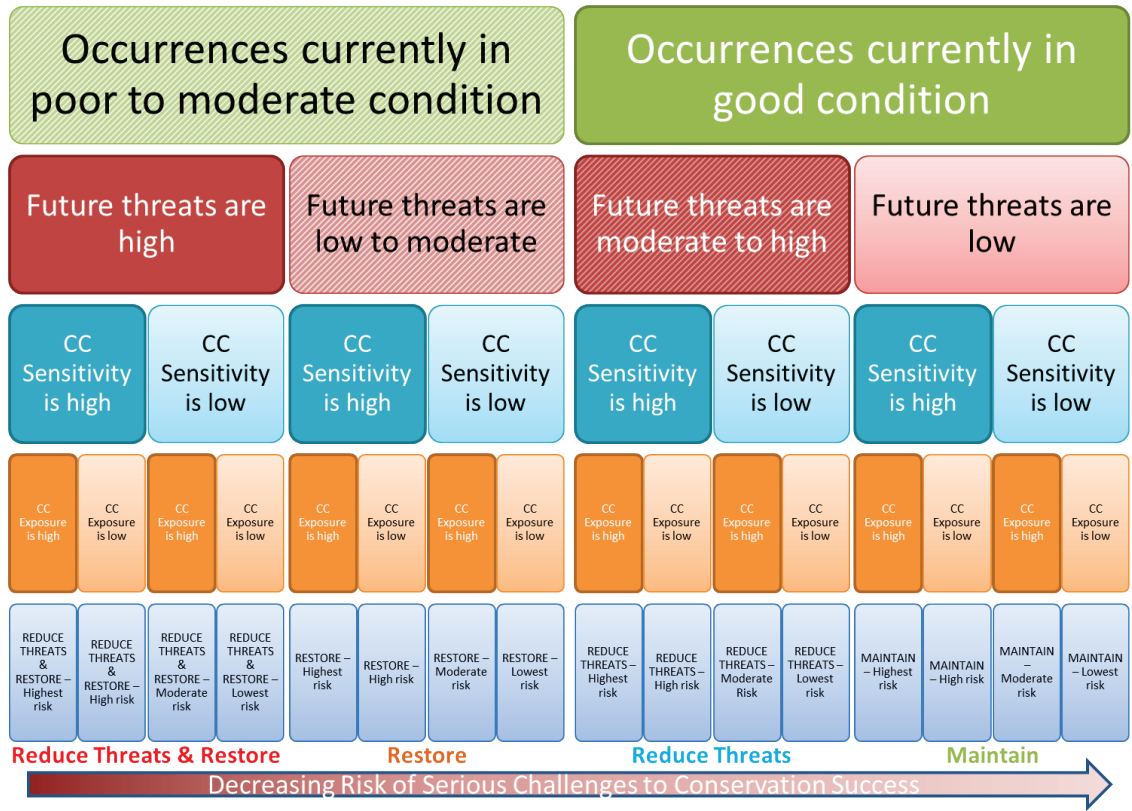 Occurrences currently in
poor to moderate condition
Occurrences currently in
good condition
Future threats are
high
Future threats are
low to moderate
Future threats are
moderate to high
Future threats are
low
CC
Sensitivity
is high
CC
Sensitivity
is low
CC
Sensitivity
is high
CC
Sensitivity
is low
CC
Sensitivity
is high
CC
Sensitivity
is low
CC
Sensitivity
is high
CC
Sensitivity
is low
CC
Exposure
is high
CC
Exposure
is low
CC
Exposure
is high
CC
Exposure
is low
CC
Exposure
is high
CC
Exposure
is low
CC
Exposure
is high
CC
Exposure
is low
CC
Exposure
is high
CC
Exposure
is low
CC
Exposure
is high
CC
Exposure
is low
CC
Exposure
is high
CC
Exposure
is low
CC
Exposure
is high
CC
Exposure
is low
REDUCE
THREATS
&
RESTORE –
Highest
risk
REDUCE
THREATS
&
RESTORE –
High risk
REDUCE
THREATS
&
RESTORE –
Moderate
risk
REDUCE
THREATS
&
RESTORE –
Lowest
risk
RESTORE –
Highest
risk
RESTORE –
High risk
RESTORE –
Moderate
risk
RESTORE –
Lowest
risk
REDUCE
THREATS –
Highest
risk
REDUCE
THREATS –
High risk
REDUCE
THREATS –
Moderate
Risk
REDUCE
THREATS –
Lowest
risk
MAINTAIN
– Highest
risk
MAINTAIN
– High risk
MAINTAIN
–
Moderate
risk
MAINTAIN
– Lowest
risk
Reduce Threats & Restore
Restore
Reduce Threats
Maintain
Decreasing Risk of Serious Challenges to Conservation Success